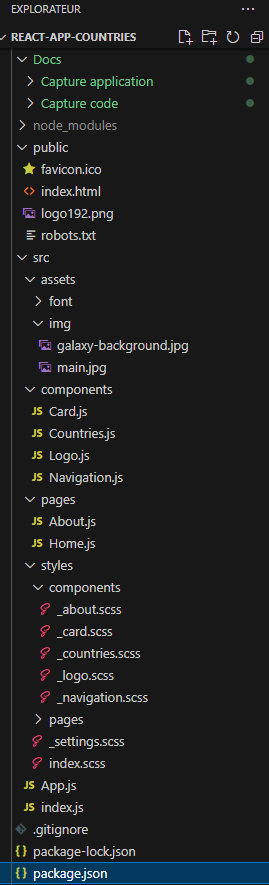 EXPLORATEUR
REACT-APP-COUNTRIES
Docs
Capture application
Capture code
node_modules
public
favicon.ico
index.html
logo192.png
robots.txt
src
assets
font
img
galaxy-background.jpg
main.jpg
components
JS Card.js
JS Countries.js
JS Logo.js
JS Navigation.js
pages
JS About.js
JS Home.js
styles
components
_about.scss
_card.scss
_countries.scss
_logo.scss
_navigation.scss
pages
_settings.scss
index.scss
JS App.js
JS index.js
.gitignore
{} package-lock.json
{} package.json